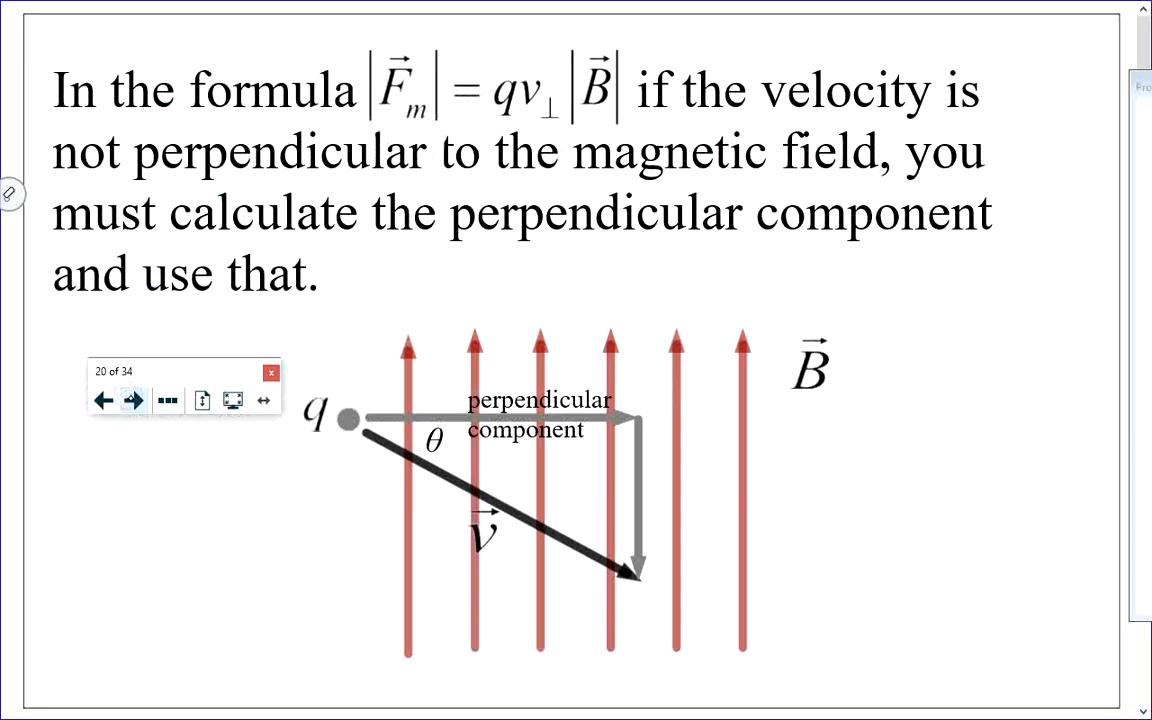 In the formula |F⃗ₘ| = qv⊥|B⃗| if the velocity is
not perpendicular to the magnetic field, you
must calculate the perpendicular component
and use that.
B⃗
20 of 34
x
q
perpendicular
component
θ
v⃗
Pro